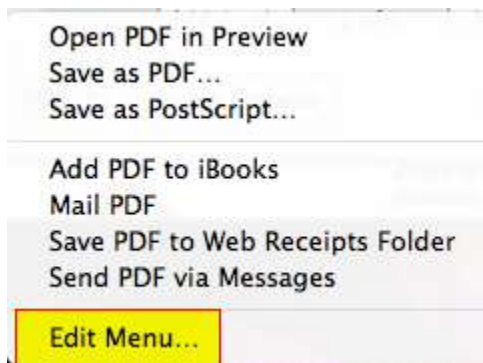 Open PDF in Preview
Save as PDF...
Save as PostScript...
Add PDF to iBooks
Mail PDF
Save PDF to Web Receipts Folder
Send PDF via Messages
Edit Menu...